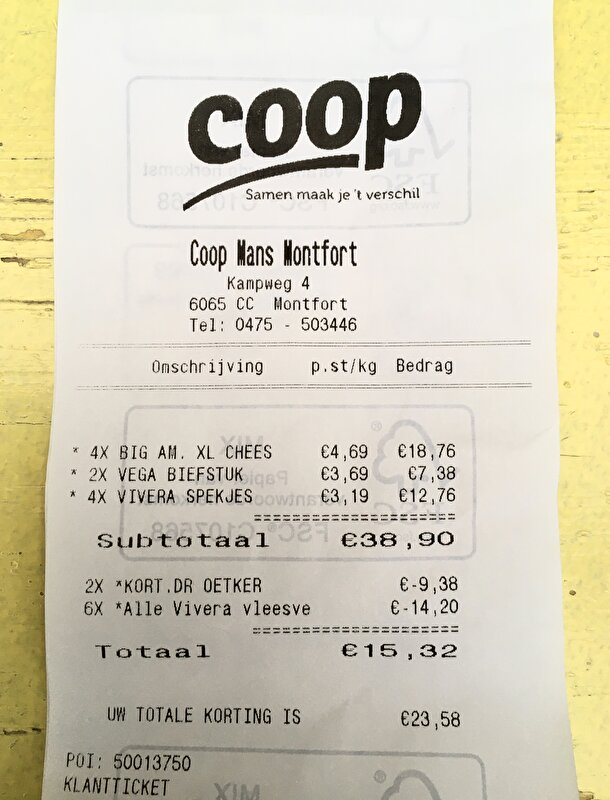 coop
Samen maak je 't verschil
Coop Mans Montfort
Kampweg 4
6065 CC Montfort
Tel: 0475 - 503446
Omschrijving p.st/kg Bedrag
* 4X BIG AM. XL CHEES €4,69 €18,76
* 2X VEGA BIEFSTUK €3,69 €7,38
* 4X VIVERA SPEKJES €3,19 €12,76
Subtotaal €38,90
2X *KORT.DR OETKER €-9,38
6X *Alle Vivera vleesve €-14,20
Totaal €15,32
UW TOTALE KORTING IS €23,58
POI: 50013750
KLANTTICKET